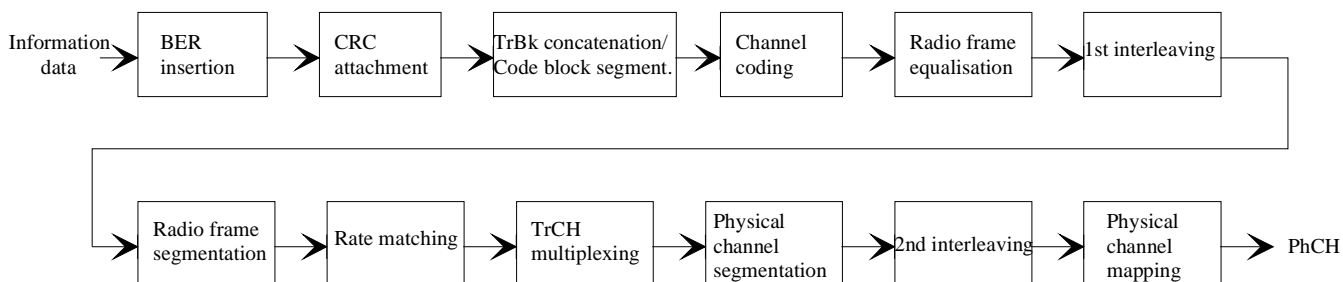 Information
data
BER
insertion
CRC
attachment
TrBk concatenation/
Code block segment.
Channel
coding
Radio frame
equalisation
1st interleaving
Radio frame
segmentation
Rate matching
TrCH
multiplexing
Physical
channel
segmentation
2nd interleaving
Physical
channel
mapping
PhCH